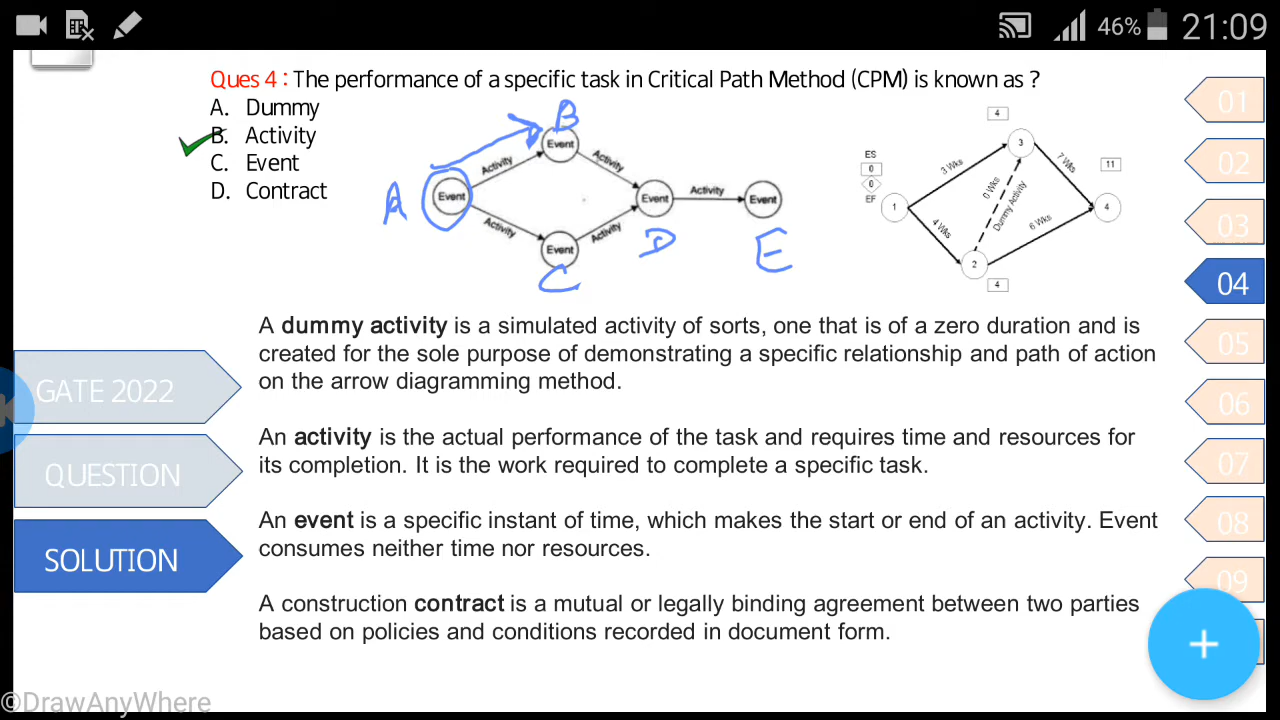 46% 21:09
Ques 4 : The performance of a specific task in Critical Path Method (CPM) is known as ?
A. Dummy
B. Activity
C. Event
D. Contract
A
B
C
D
E
Event
Activity
Event
Activity
Activity
Event
Activity
Event
Activity
Event
ES
0
0
EF
1
3 Wks
4
3
7 Wks
11
4
0 Wks
Dummy Activity
4 Wks
6 Wks
2
4
A dummy activity is a simulated activity of sorts, one that is of a zero duration and is
created for the sole purpose of demonstrating a specific relationship and path of action
on the arrow diagramming method.
An activity is the actual performance of the task and requires time and resources for
its completion. It is the work required to complete a specific task.
An event is a specific instant of time, which makes the start or end of an activity. Event
consumes neither time nor resources.
A construction contract is a mutual or legally binding agreement between two parties
based on policies and conditions recorded in document form.
GATE 2022
QUESTION
SOLUTION
01
02
03
04
05
06
07
08
09
+
©DrawAnyWhere